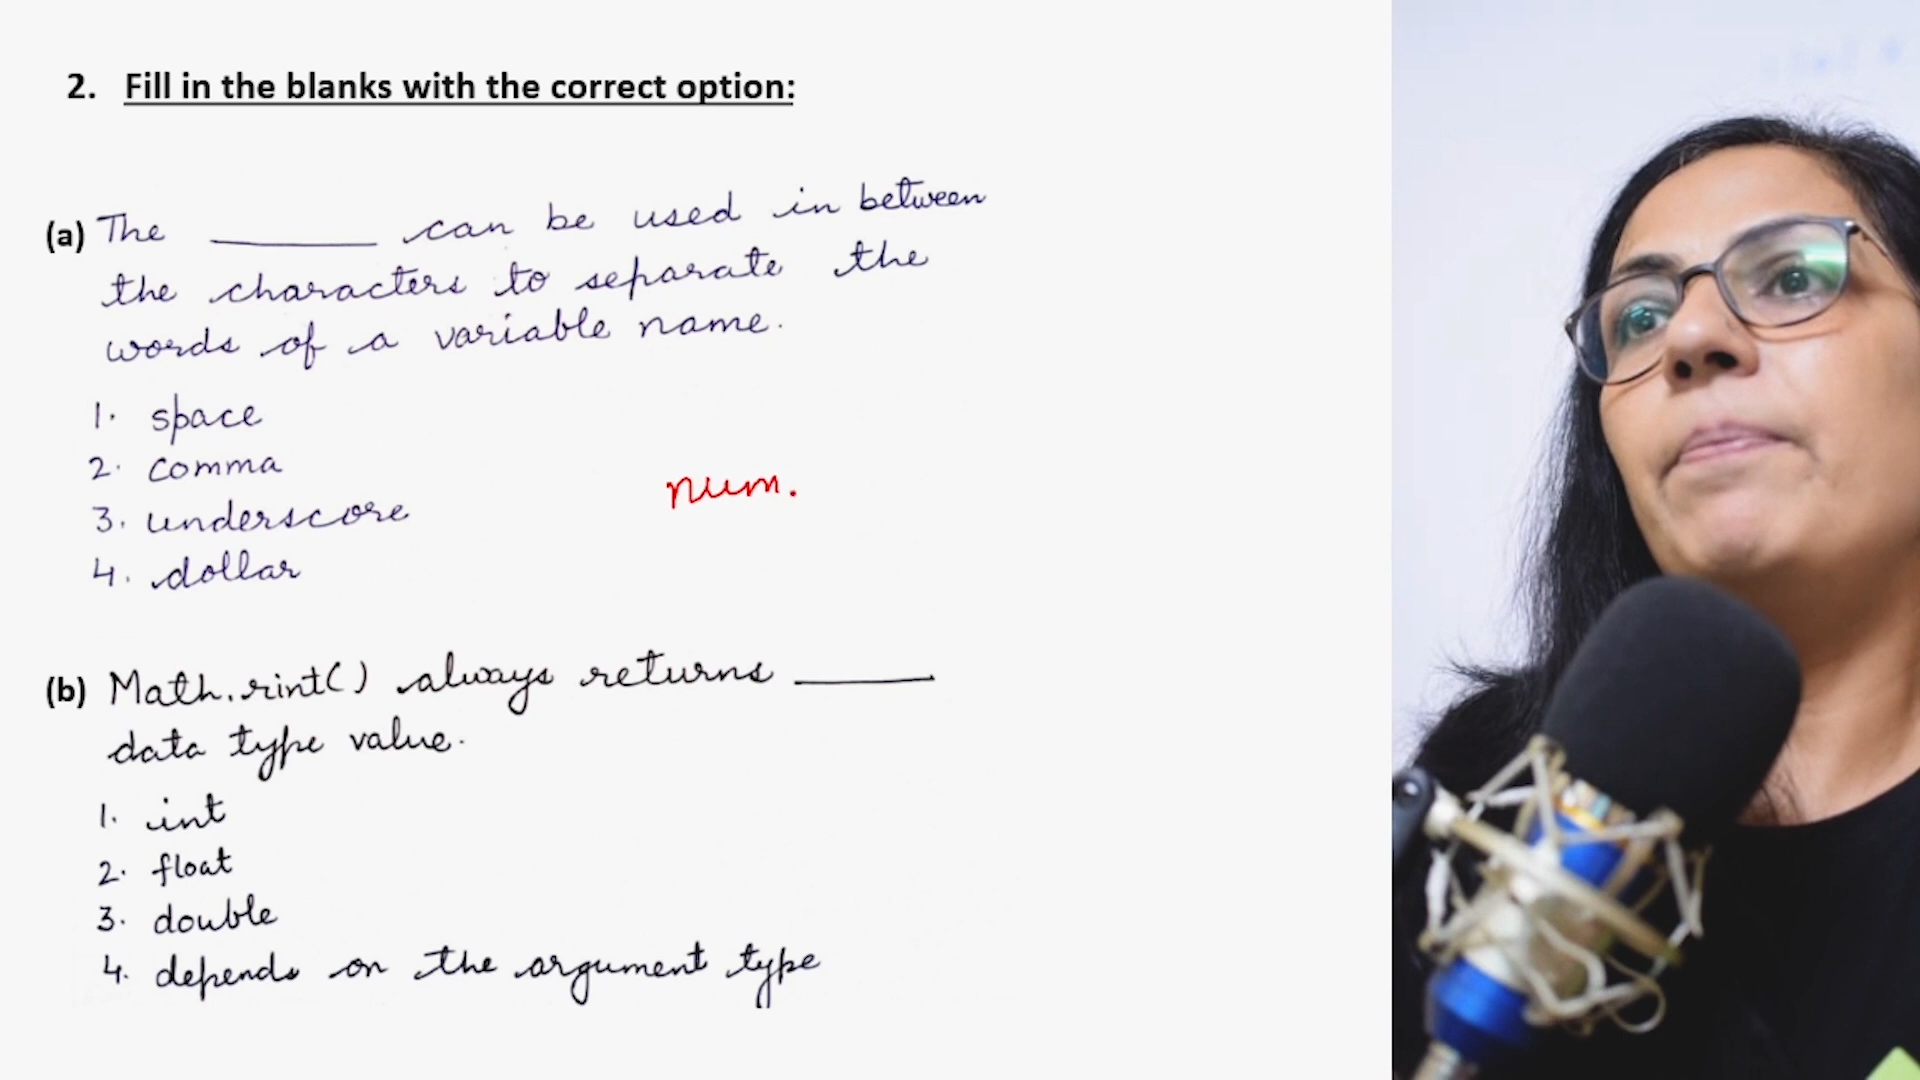 2. Fill in the blanks with the correct option:
(a) The ______ can be used in between
the characters to separate the
words of a variable name.
1. space
2. comma
3. underscore
num.
4. dollar
(b) Math.rint() always returns ______
data type value.
1. int
2. float
3. double
4. depends on the argument type